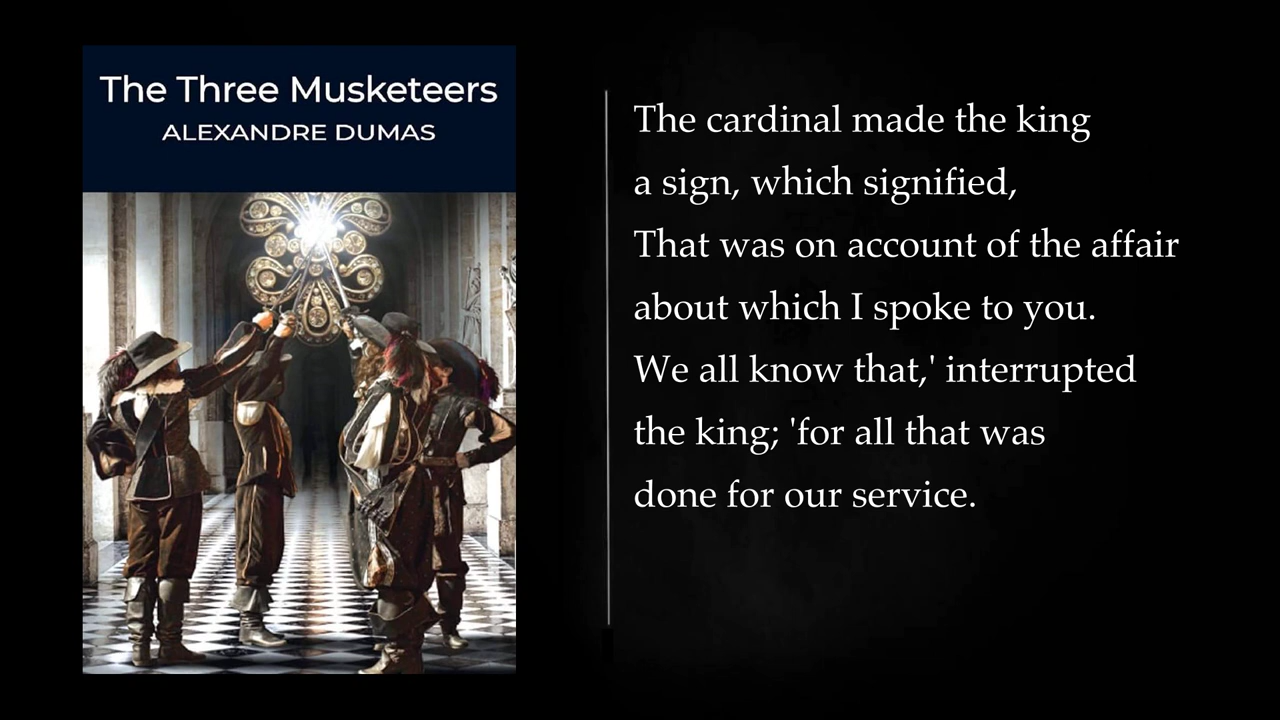 The Three Musketeers
ALEXANDRE DUMAS
The cardinal made the king
a sign, which signified,
That was on account of the affair
about which I spoke to you.
We all know that,' interrupted
the king; 'for all that was
done for our service.